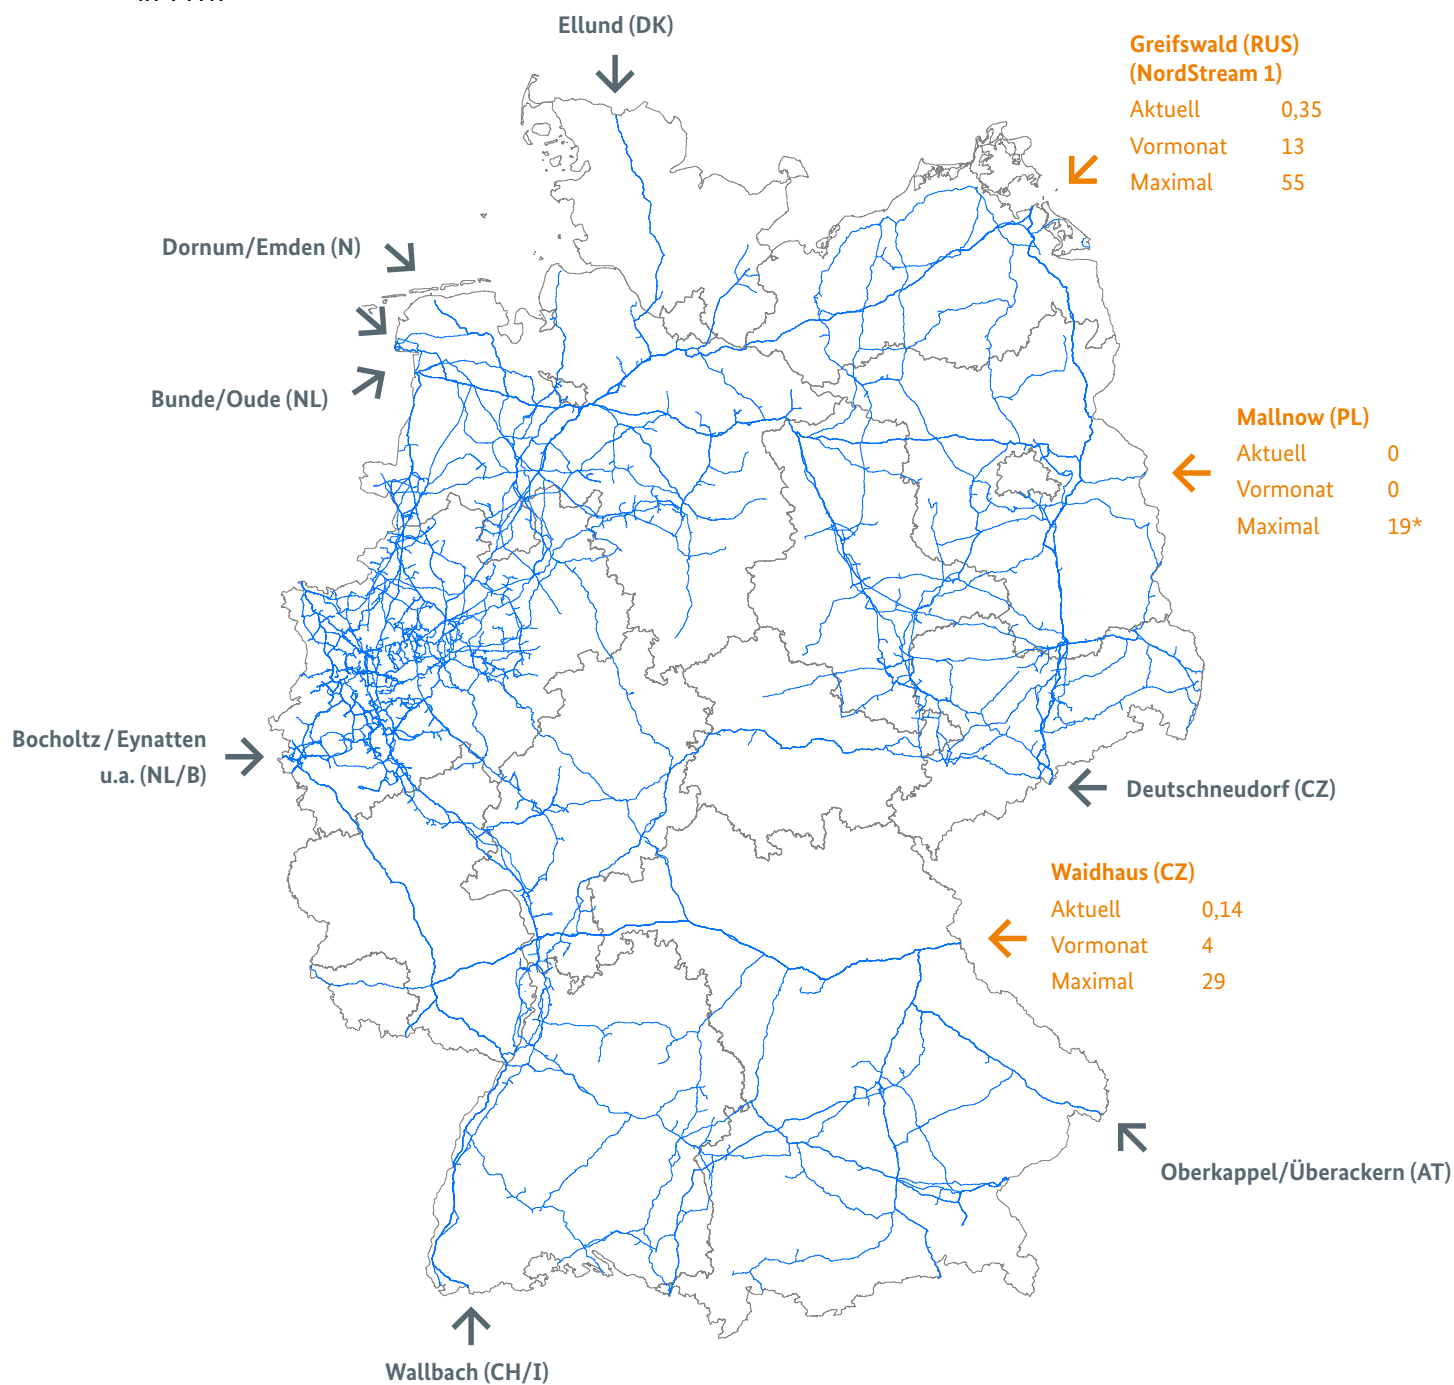 Ellund (DK)
Greifswald (RUS)
(NordStream 1)
Aktuell 0,35
Vormonat 13
Maximal 55
Dornum/Emden (N)
Bunde/Oude (NL)
Mallnow (PL)
Aktuell 0
Vormonat 0
Maximal 19*
Bocholtz / Eynatten
u.a. (NL/B)
Deutschneudorf (CZ)
Waidhaus (CZ)
Aktuell 0,14
Vormonat 4
Maximal 29
Oberkappel/Überackern (AT)
Wallbach (CH/I)